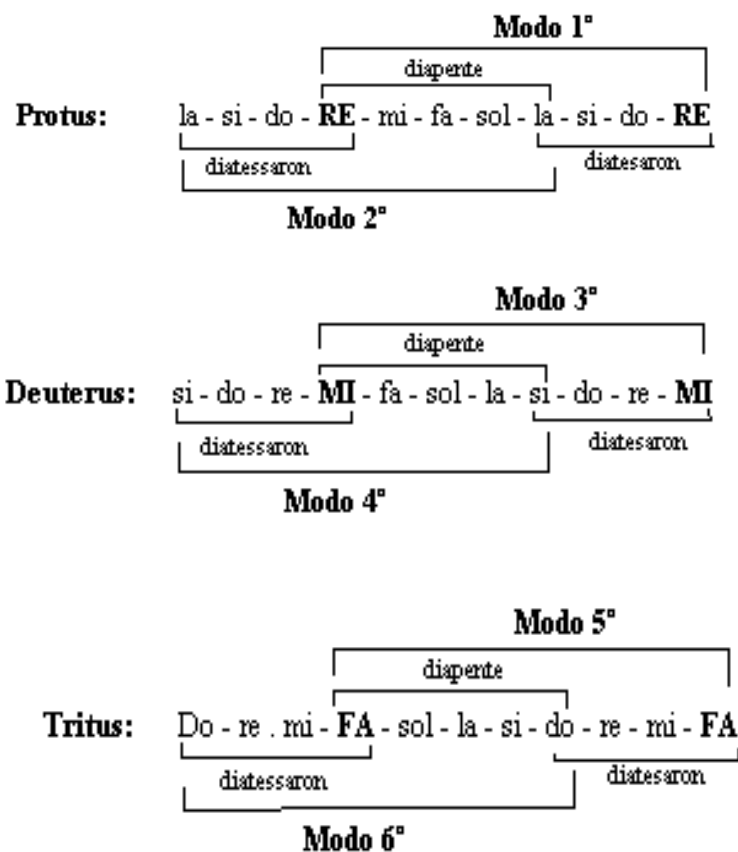 Modo 1°
diapente
Protus: la - si - do - RE - mi - fa - sol - la - si - do - RE
diatessaron diatesaron
Modo 2°
Modo 3°
diapente
Deuterus: si - do - re - MI - fa - sol - la - si - do - re - MI
diatessaron diatesaron
Modo 4°
Modo 5°
diapente
Tritus: Do - re . mi - FA - sol - la - si - do - re - mi - FA
diatessaron diatesaron
Modo 6°